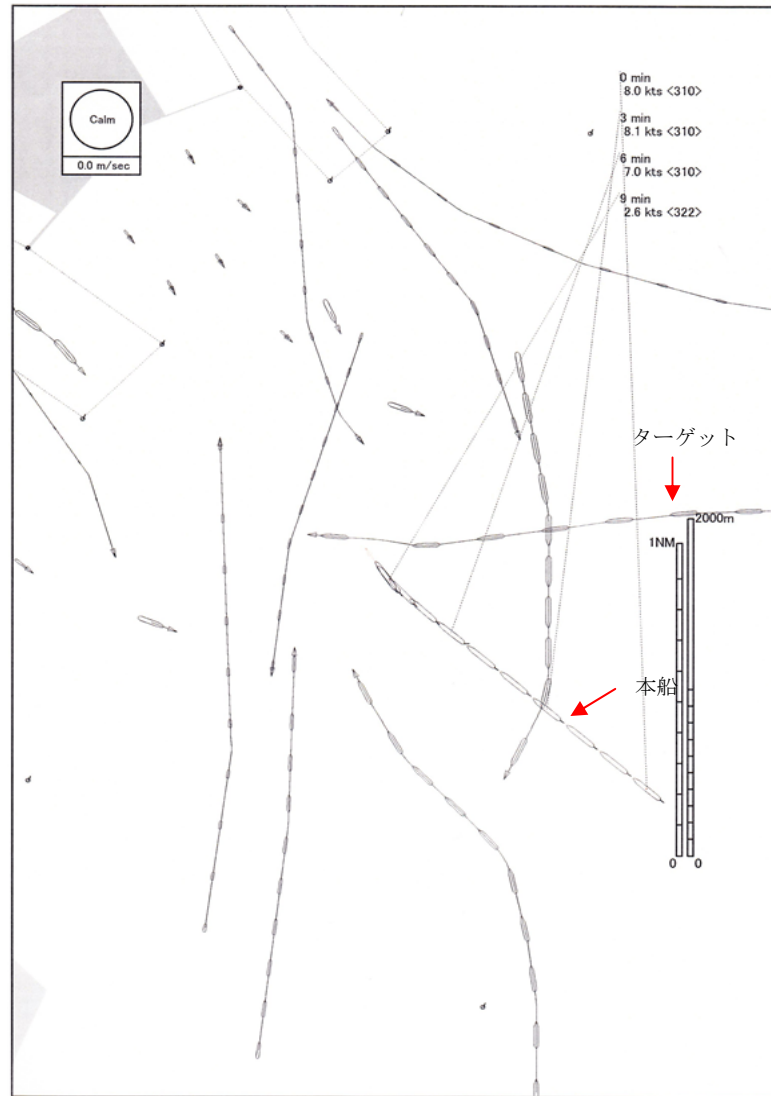 Calm
0.0 m/sec
0 min
8.0 kts <310>
3 min
8.1 kts <310>
6 min
7.0 kts <310>
9 min
2.6 kts <322>
ターゲット
2000m
1NM
本船
0 0